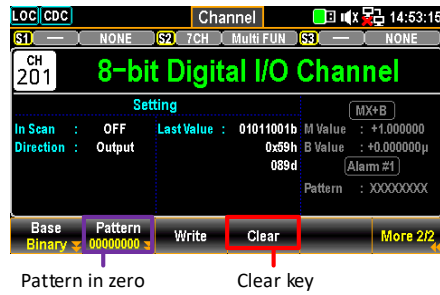 LOC CDC Channel 14:53:15
S1 — NONE S2 7CH Multi FUN S3 — NONE
CH
201 8-bit Digital I/O Channel
Setting MX+B
In Scan : OFF Last Value : 01011001b M Value : +1.000000
Direction : Output 0x59h B Value : +0.000000µ
089d Alarm #1
Pattern : XXXXXXXX
Base Pattern Write Clear More 2/2
Binary 00000000
Pattern in zero Clear key